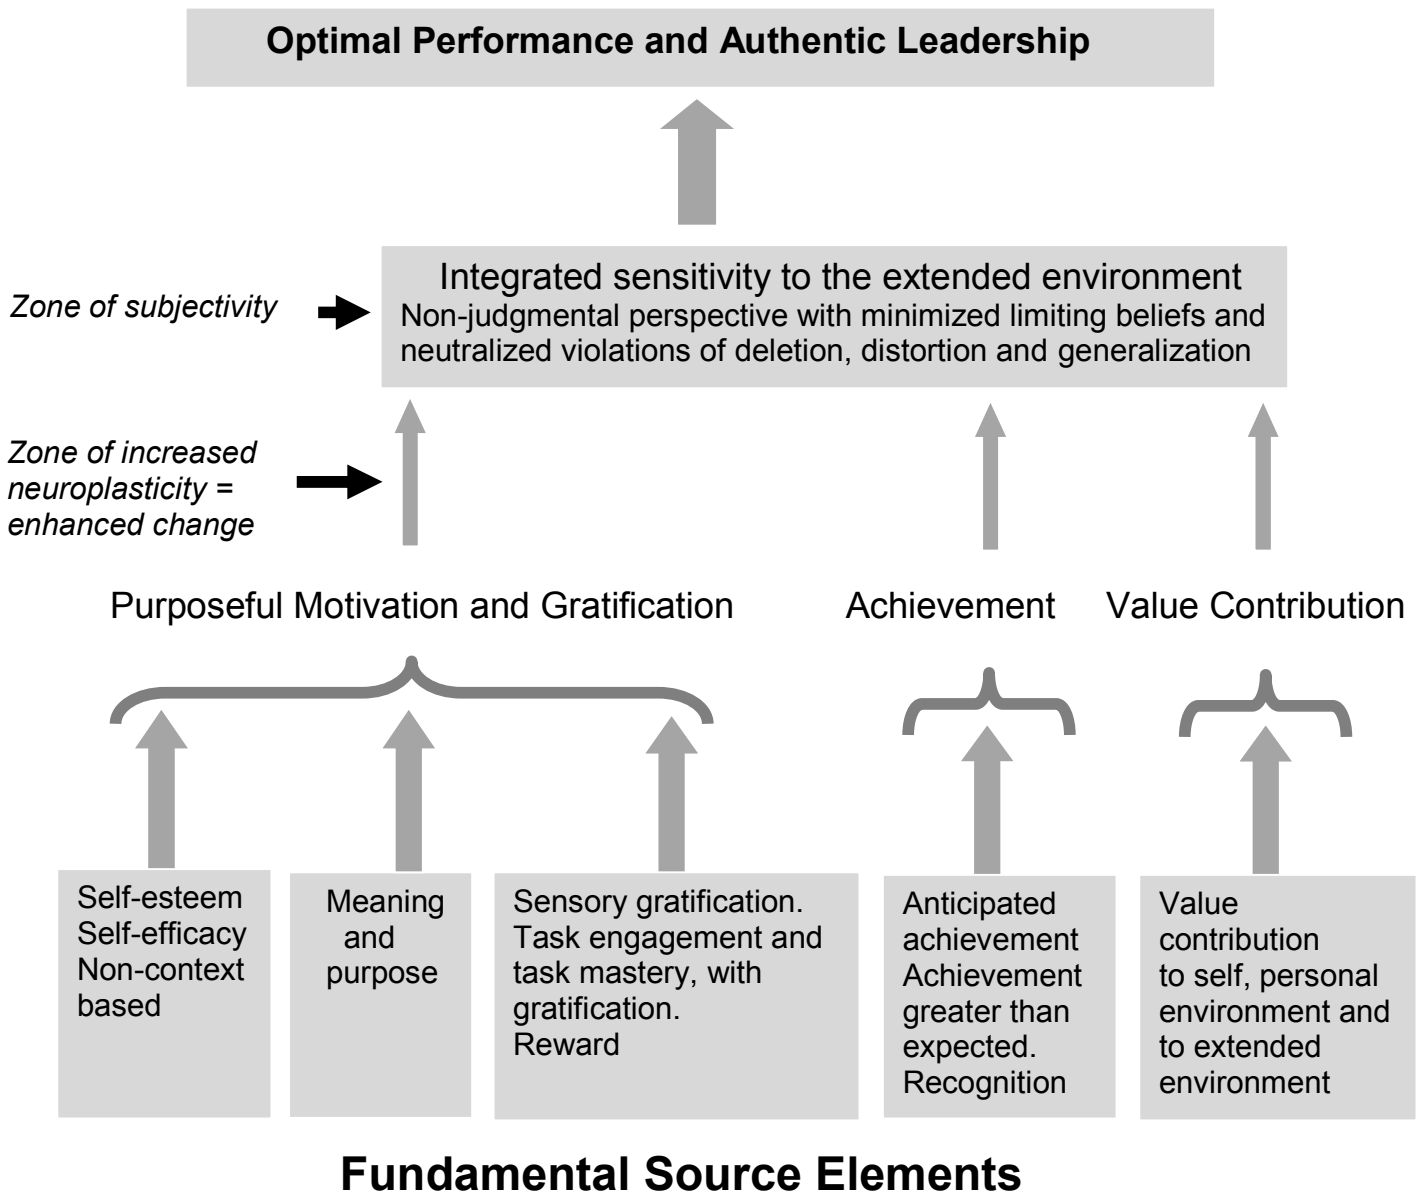 Optimal Performance and Authentic Leadership
Integrated sensitivity to the extended environment
Non-judgmental perspective with minimized limiting beliefs and
neutralized violations of deletion, distortion and generalization
Zone of subjectivity
Zone of increased
neuroplasticity =
enhanced change
Purposeful Motivation and Gratification
Achievement
Value Contribution
Self-esteem
Self-efficacy
Non-context
based
Meaning
and
purpose
Sensory gratification.
Task engagement and
task mastery, with
gratification.
Reward
Anticipated
achievement
Achievement
greater than
expected.
Recognition
Value
contribution
to self, personal
environment and
to extended
environment
Fundamental Source Elements